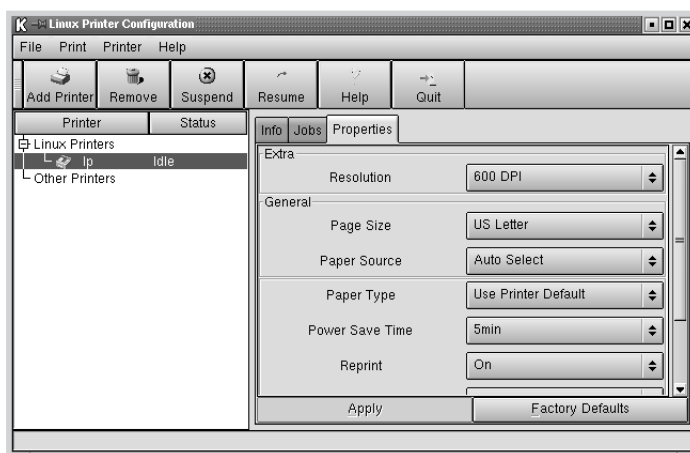 Linux Printer Configuration
File Print Printer Help
Add Printer Remove Suspend Resume Help Quit
Printer Status
Linux Printers
lp Idle
Other Printers
Info Jobs Properties
Extra
Resolution 600 DPI
General
Page Size US Letter
Paper Source Auto Select
Paper Type Use Printer Default
Power Save Time 5min
Reprint On
Apply Factory Defaults